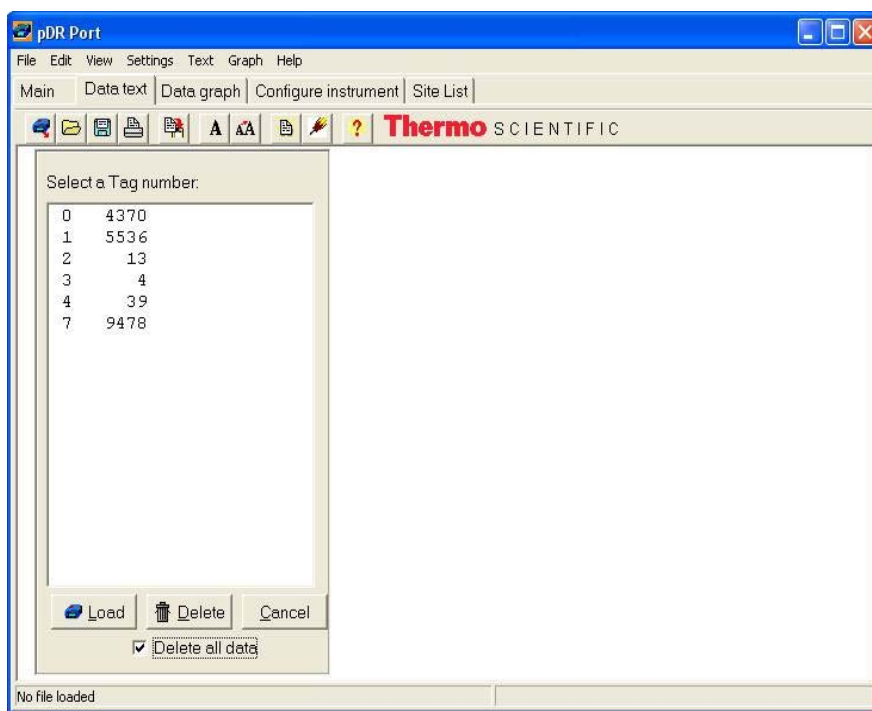 pDR Port
File Edit View Settings Text Graph Help
Main Data text Data graph Configure instrument Site List
A AA ? Thermo SCIENTIFIC
Select a Tag number:
0 4370
1 5536
2 13
3 4
4 39
7 9478
Load Delete Cancel
Delete all data
No file loaded